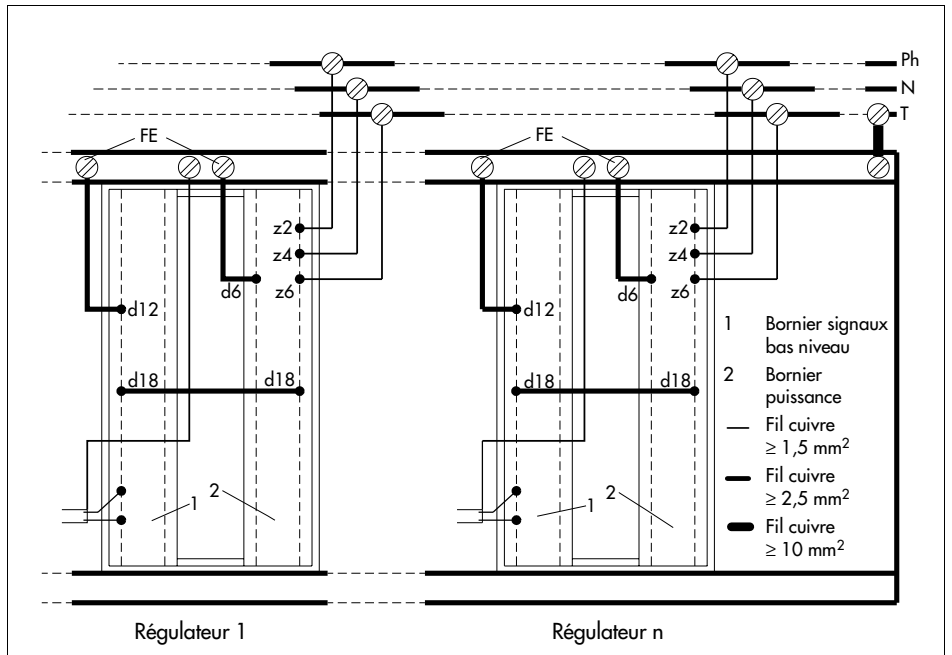 Ph
N
T
FE
FE
z2
z4
z6
d6
d12
d18
d18
1
2
z2
z4
z6
d6
d12
d18
d18
1
2
1 Bornier signaux
bas niveau
2 Bornier
puissance
Fil cuivre
≥ 1,5 mm²
Fil cuivre
≥ 2,5 mm²
Fil cuivre
≥ 10 mm²
Régulateur 1
Régulateur n